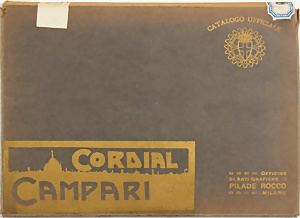 CATALOGO UFFICIALE
CORDIAL
CAMPARI
OFFICINE
DI ARTI GRAFICHE
PILADE ROCCO
MILANO